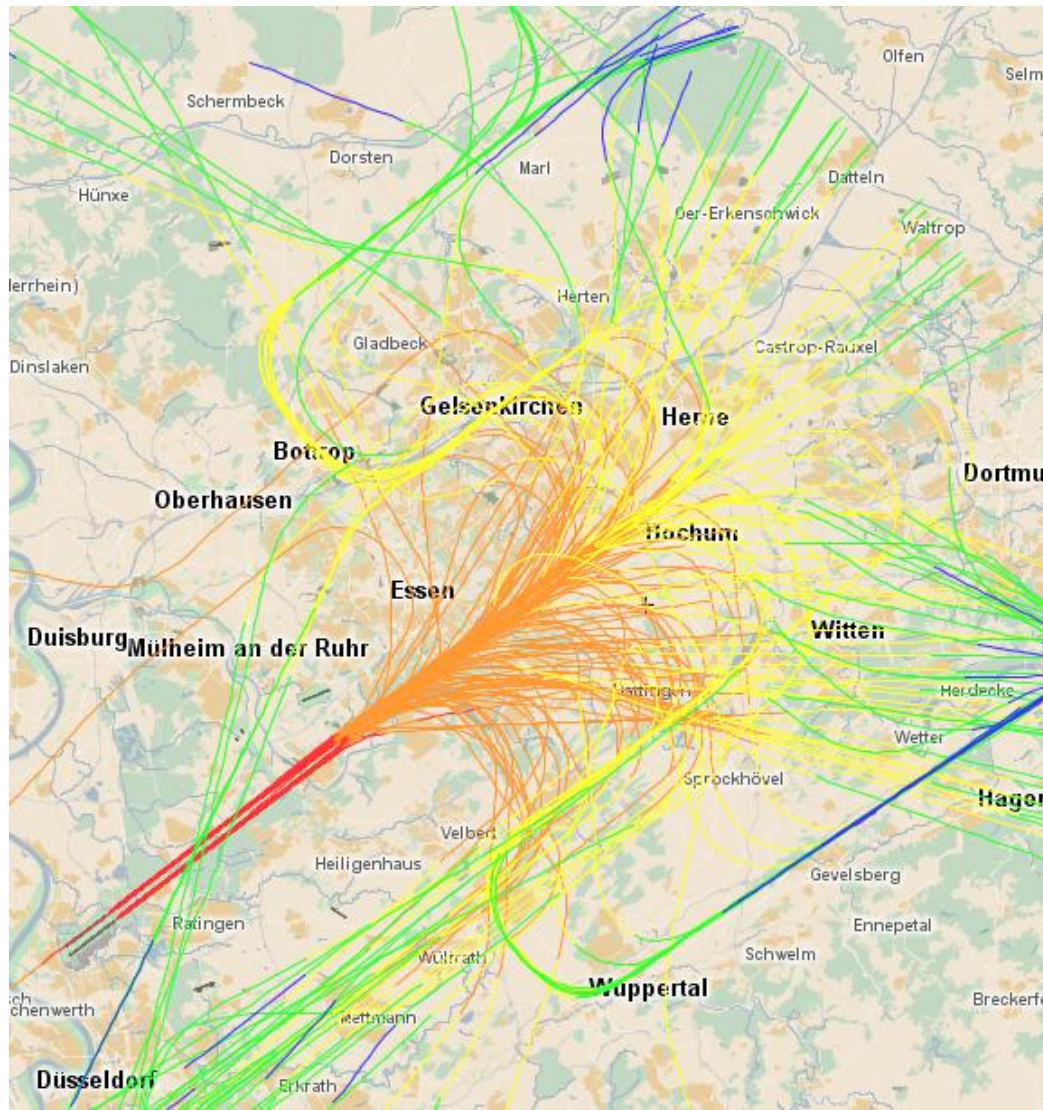 Olfen
Selm
Schermbeck
Dorsten
Marl
Datteln
Hünxe
Oer-Erkenschwick
Waltrop
lerrhein)
Herten
Gladbeck
Castrop-Rauxel
Dinslaken
Gelsenkirchen
Herne
Bottrop
Dortmu
Oberhausen
Bochum
Essen
Duisburg
Mülheim an der Ruhr
Witten
Hattingen
Herdecke
Wetter
Sprockhövel
Hagen
Velbert
Heiligenhaus
Gevelsberg
Ratingen
Ennepetal
Wülfrath
Schwelm
Wuppertal
sch
chenwerth
Mettmann
Breckerfe
Düsseldorf
Erkrath